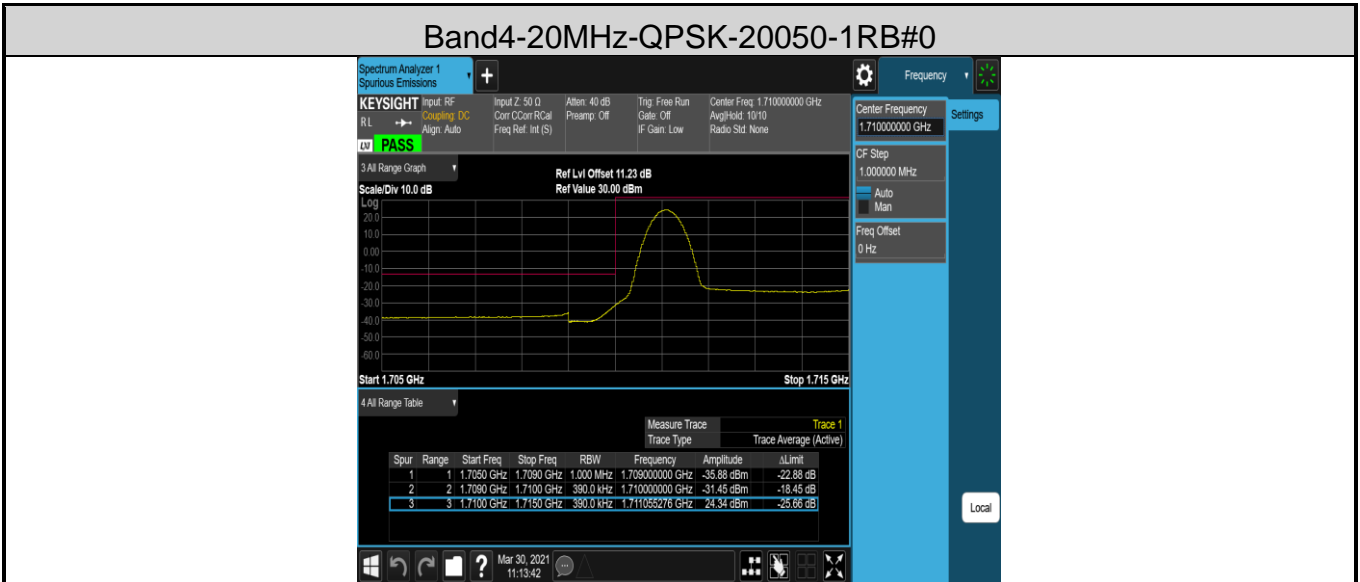 Band4-20MHz-QPSK-20050-1RB#0
Spectrum Analyzer 1
Spurious Emissions
Frequency
KEYSIGHT Input: RF Input Z: 50 Ω Atten: 40 dB Trig: Free Run Center Freq: 1.710000000 GHz
RL Coupling: DC Corr CCorr RCal Preamp: Off Gate: Off Avg|Hold: 10/10
Align: Auto Freq Ref: Int (S) IF Gain: Low Radio Std: None
LXI PASS
Center Frequency
1.710000000 GHz
Settings
CF Step
1.000000 MHz
Auto
Man
Freq Offset
0 Hz
3 All Range Graph
Ref Lvl Offset 11.23 dB
Scale/Div 10.0 dB Ref Value 30.00 dBm
Log
20.0
10.0
0.00
-10.0
-20.0
-30.0
-40.0
-50.0
-60.0
Start 1.705 GHz Stop 1.715 GHz
4 All Range Table
Measure Trace Trace 1
Trace Type Trace Average (Active)
Spur Range Start Freq Stop Freq RBW Frequency Amplitude ΔLimit
1 1 1.7050 GHz 1.7090 GHz 1.000 MHz 1.709000000 GHz -35.88 dBm -22.88 dB
2 2 1.7090 GHz 1.7100 GHz 390.0 kHz 1.710000000 GHz -31.45 dBm -18.45 dB
3 3 1.7100 GHz 1.7150 GHz 390.0 kHz 1.711055276 GHz 24.34 dBm -25.66 dB
Local
Mar 30, 2021
11:13:42